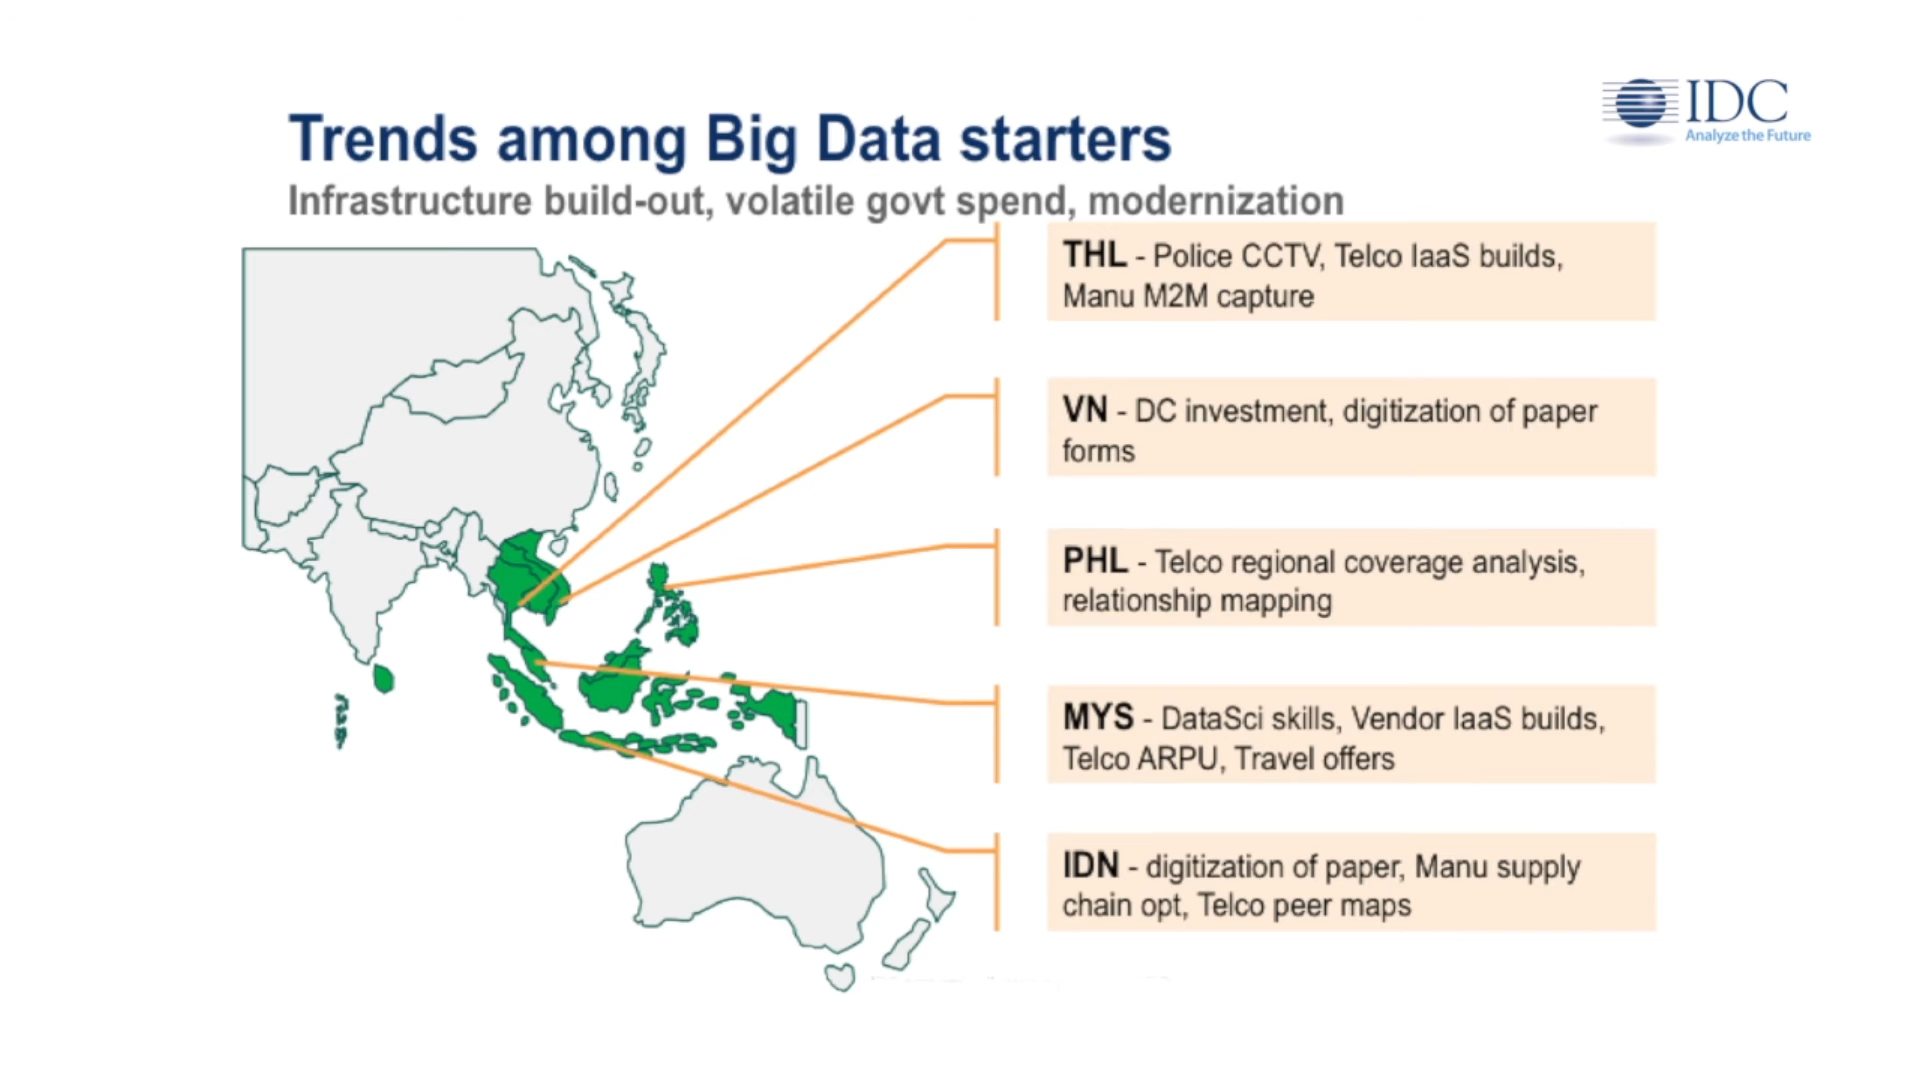 IDC
Analyze the Future
Trends among Big Data starters
Infrastructure build-out, volatile govt spend, modernization
THL - Police CCTV, Telco IaaS builds,
Manu M2M capture
VN - DC investment, digitization of paper
forms
PHL - Telco regional coverage analysis,
relationship mapping
MYS - DataSci skills, Vendor IaaS builds,
Telco ARPU, Travel offers
IDN - digitization of paper, Manu supply
chain opt, Telco peer maps